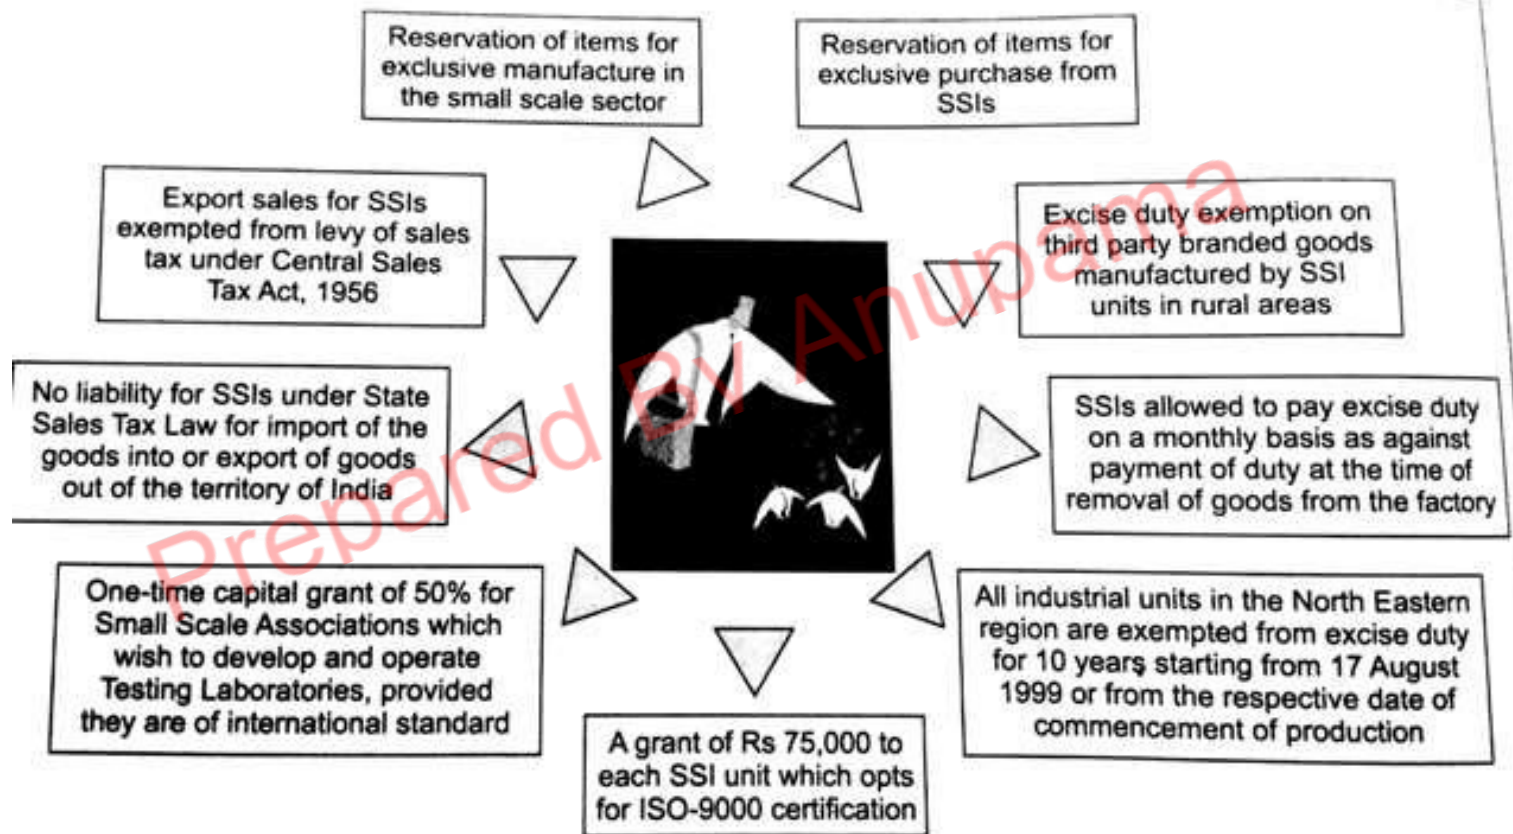 Reservation of items for
exclusive manufacture in
the small scale sector
Reservation of items for
exclusive purchase from
SSIs
Export sales for SSIs
exempted from levy of sales
tax under Central Sales
Tax Act, 1956
Excise duty exemption on
third party branded goods
manufactured by SSI
units in rural areas
No liability for SSIs under State
Sales Tax Law for import of the
goods into or export of goods
out of the territory of India
SSIs allowed to pay excise duty
on a monthly basis as against
payment of duty at the time of
removal of goods from the factory
One-time capital grant of 50% for
Small Scale Associations which
wish to develop and operate
Testing Laboratories, provided
they are of international standard
All industrial units in the North Eastern
region are exempted from excise duty
for 10 years starting from 17 August
1999 or from the respective date of
commencement of production
A grant of Rs 75,000 to
each SSI unit which opts
for ISO-9000 certification
Prepared By Anupama